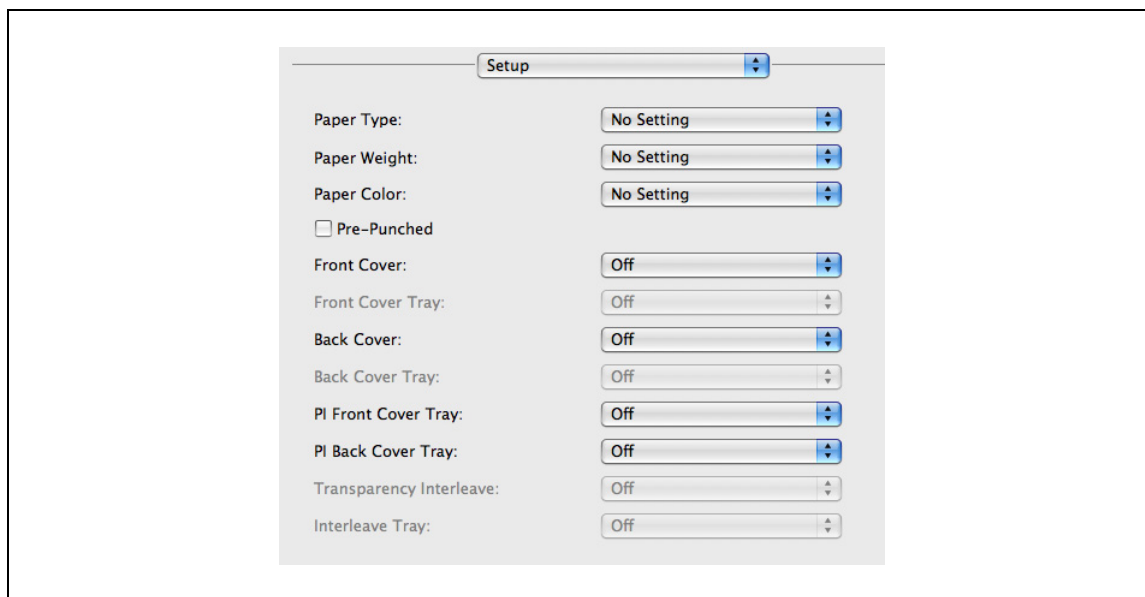 Setup
Paper Type: No Setting
Paper Weight: No Setting
Paper Color: No Setting
Pre-Punched
Front Cover: Off
Front Cover Tray: Off
Back Cover: Off
Back Cover Tray: Off
PI Front Cover Tray: Off
PI Back Cover Tray: Off
Transparency Interleave: Off
Interleave Tray: Off